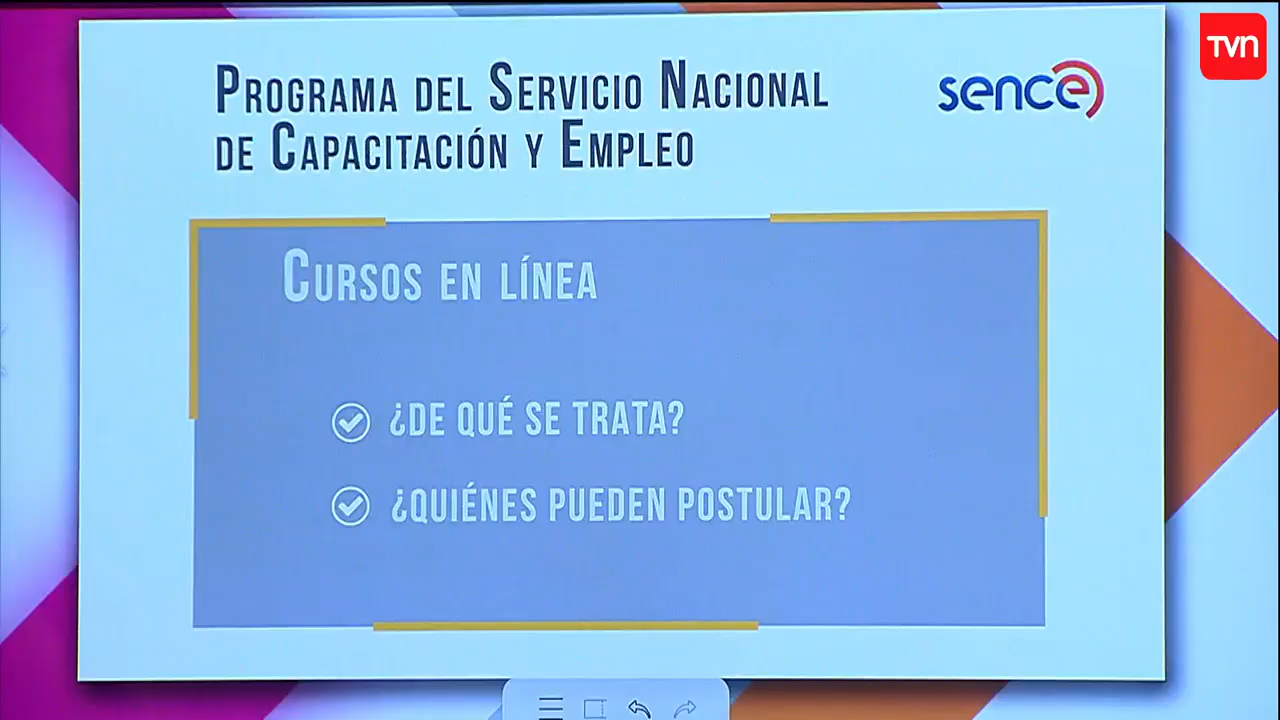 TVN
PROGRAMA DEL SERVICIO NACIONAL
DE CAPACITACIÓN Y EMPLEO
sence
CURSOS EN LÍNEA
¿DE QUÉ SE TRATA?
¿QUIÉNES PUEDEN POSTULAR?